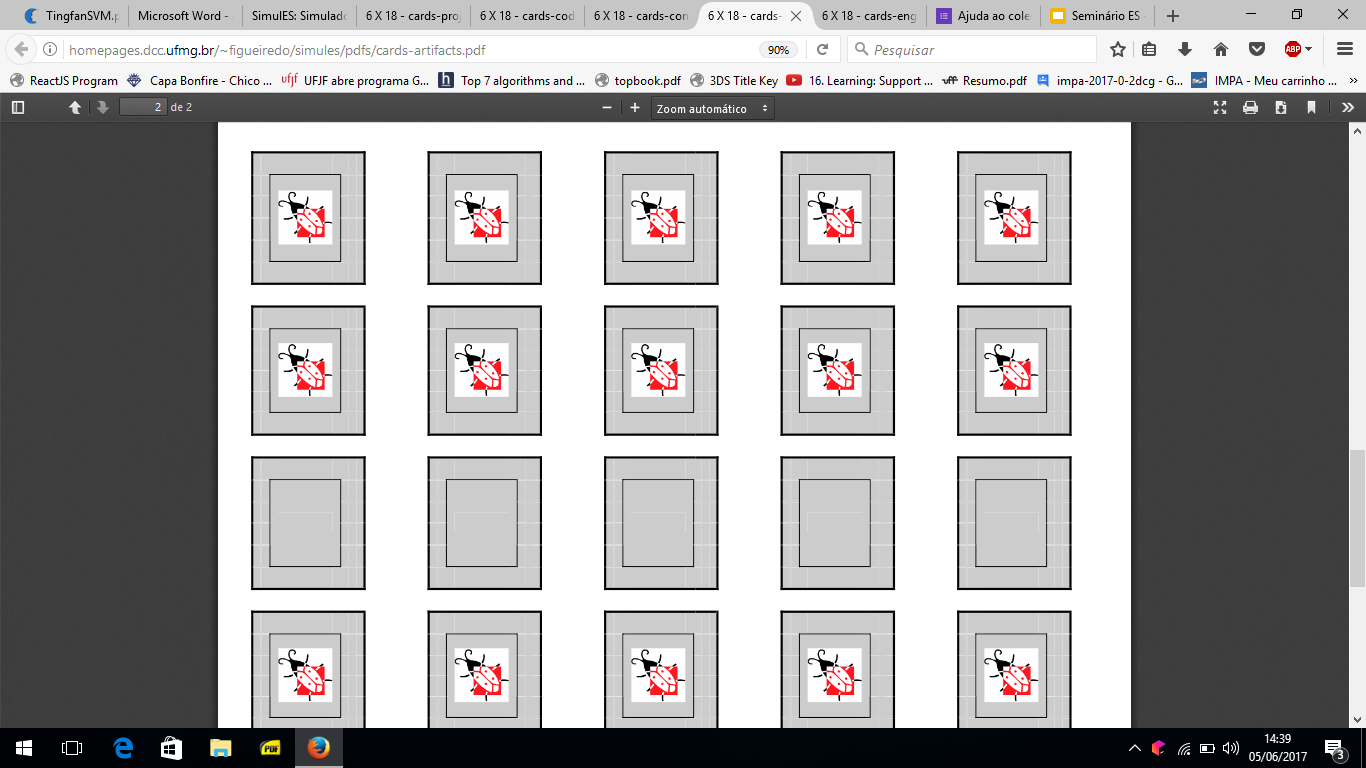 TingfanSVM.p
Microsoft Word -
SimulES: Simulado
6 X 18 - cards-proj
6 X 18 - cards-cod
6 X 18 - cards-con
6 X 18 - cards-
6 X 18 - cards-eng
Ajuda ao cole
Seminário ES -
homepages.dcc.ufmg.br/~figueiredo/simules/pdfs/cards-artifacts.pdf
90%
Pesquisar
ABP
ReactJS Program
Capa Bonfire - Chico ...
ufjf
UFJF abre programa G...
h
Top 7 algorithms and ...
topbook.pdf
3DS Title Key
16. Learning: Support ...
Resumo.pdf
impa-2017-0-2dcg - G...
IMPA - Meu carrinho ...
2 de 2
Zoom automático
PDF
14:39
05/06/2017
3